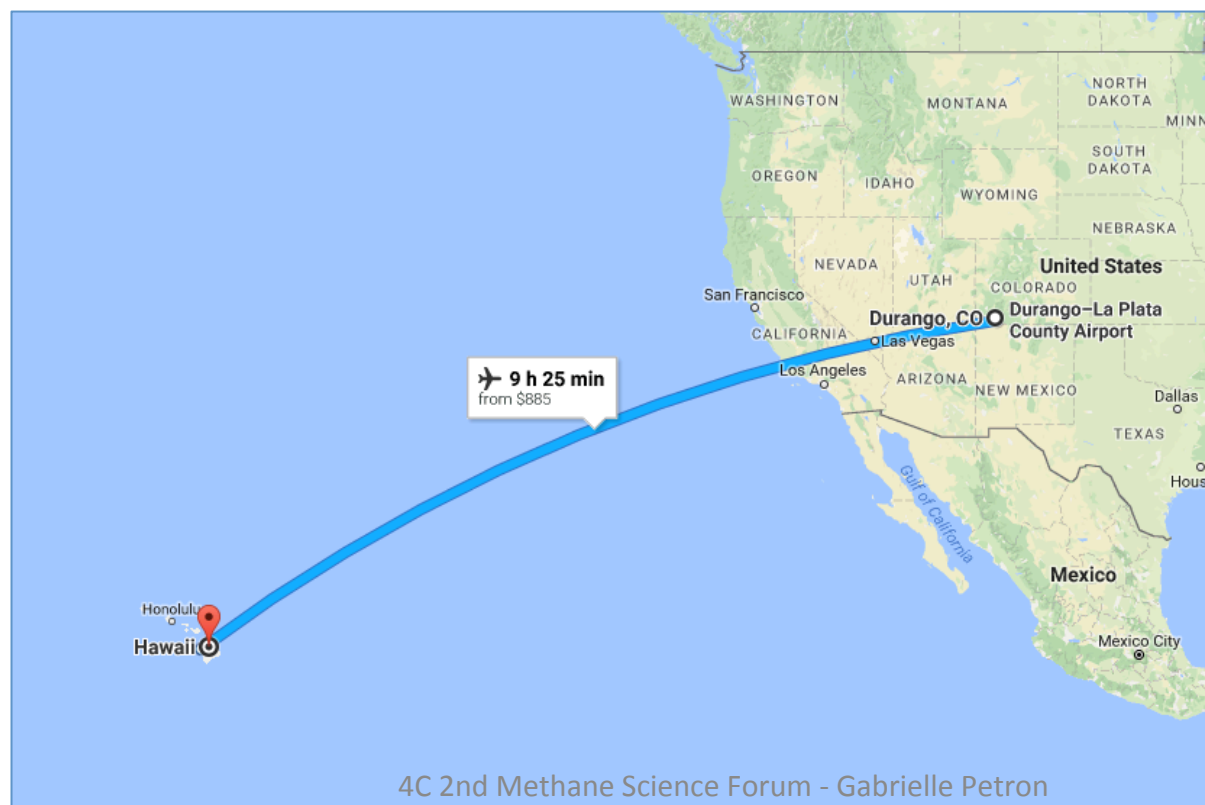 WASHINGTON
MONTANA
NORTH
DAKOTA
MINN
SOUTH
DAKOTA
OREGON
IDAHO
WYOMING
NEBRASKA
NEVADA
UTAH
United States
COLORADO
San Francisco
Durango, CO
Durango–La Plata
County Airport
CALIFORNIA
Las Vegas
Los Angeles
ARIZONA
NEW MEXICO
Dallas
TEXAS
9 h 25 min
from $885
Hous
Gulf of California
Mexico
Honolulu
Hawaii
Mexico City
4C 2nd Methane Science Forum - Gabrielle Petron